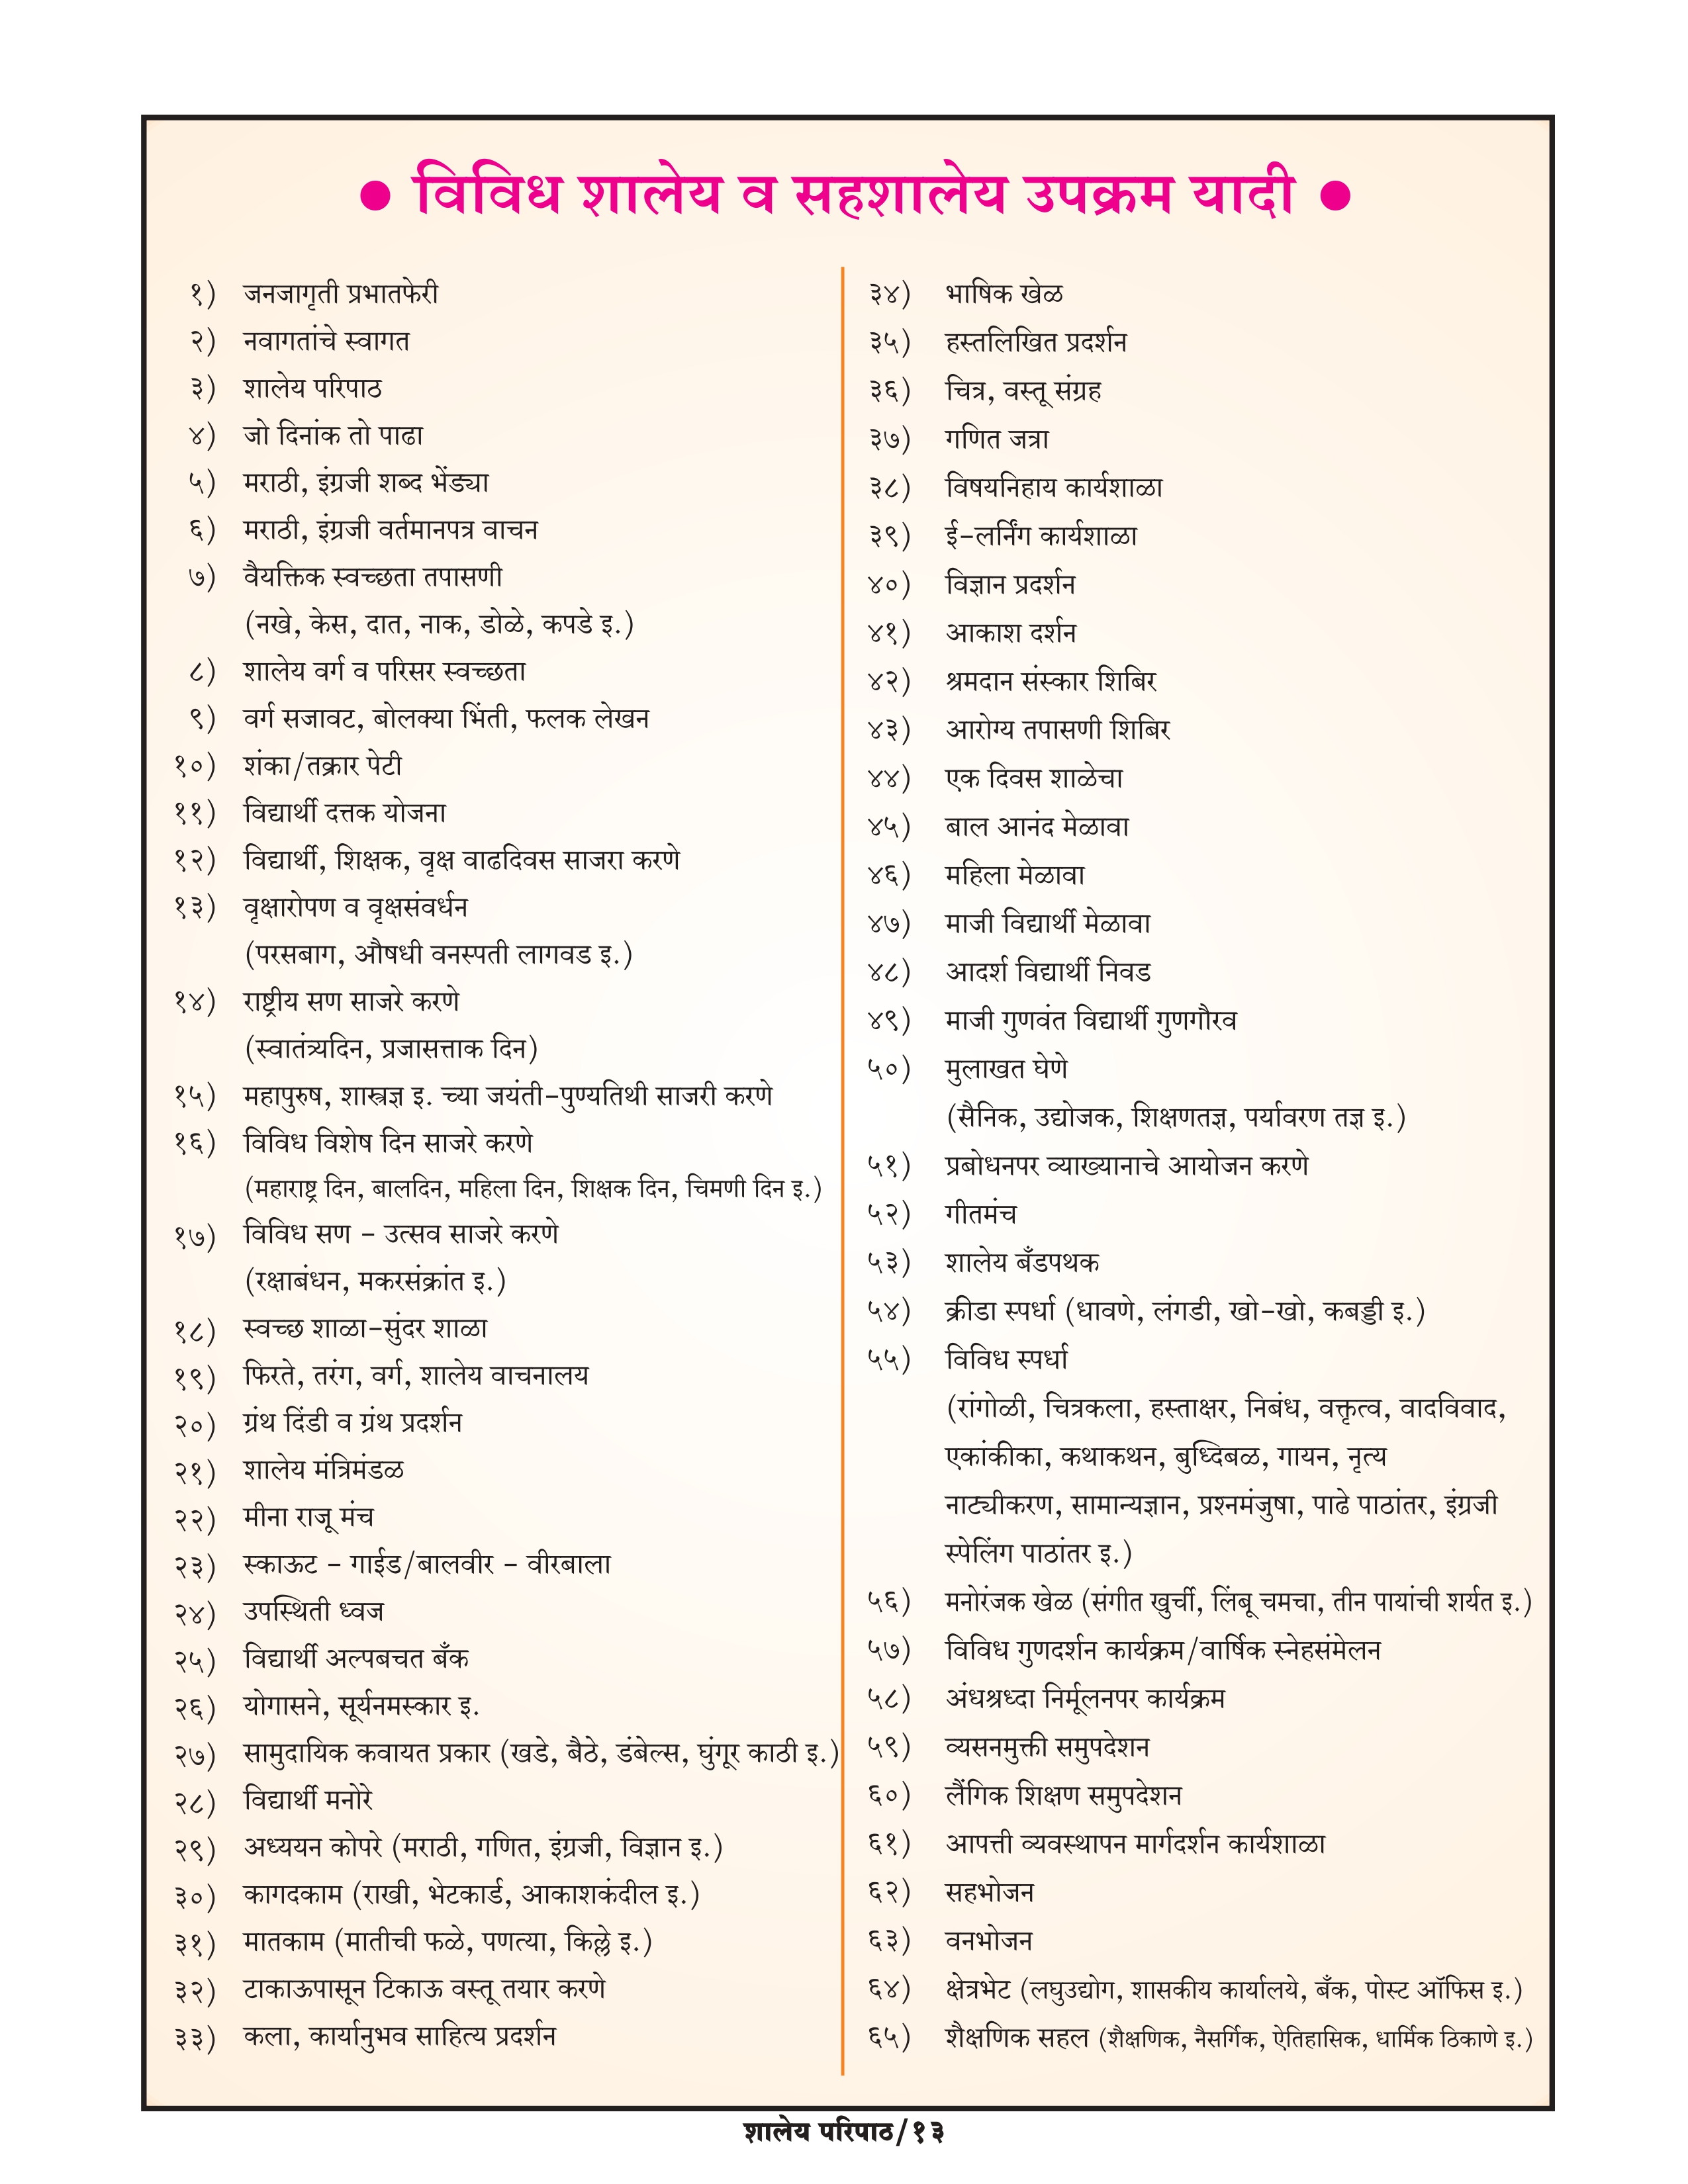 • विविध शालेय व सहशालेय उपक्रम यादी •
१) जनजागृती प्रभातफेरी
२) नवागतांचे स्वागत
३) शालेय परिपाठ
४) जो दिनांक तो पाढा
५) मराठी, इंग्रजी शब्द भेंड्या
६) मराठी, इंग्रजी वर्तमानपत्र वाचन
७) वैयक्तिक स्वच्छता तपासणी
(नखे, केस, दात, नाक, डोळे, कपडे इ.)
८) शालेय वर्ग व परिसर स्वच्छता
९) वर्ग सजावट, बोलक्या भिंती, फलक लेखन
१०) शंका/तक्रार पेटी
११) विद्यार्थी दत्तक योजना
१२) विद्यार्थी, शिक्षक, वृक्ष वाढदिवस साजरा करणे
१३) वृक्षारोपण व वृक्षसंवर्धन
(परसबाग, औषधी वनस्पती लागवड इ.)
१४) राष्ट्रीय सण साजरे करणे
(स्वातंत्र्यदिन, प्रजासत्ताक दिन)
१५) महापुरुष, शास्त्रज्ञ इ. च्या जयंती-पुण्यतिथी साजरी करणे
१६) विविध विशेष दिन साजरे करणे
(महाराष्ट्र दिन, बालदिन, महिला दिन, शिक्षक दिन, चिमणी दिन इ.)
१७) विविध सण - उत्सव साजरे करणे
(रक्षाबंधन, मकरसंक्रांत इ.)
१८) स्वच्छ शाळा-सुंदर शाळा
१९) फिरते, तरंग, वर्ग, शालेय वाचनालय
२०) ग्रंथ दिंडी व ग्रंथ प्रदर्शन
२१) शालेय मंत्रिमंडळ
२२) मीना राजू मंच
२३) स्काऊट - गाईड/बालवीर - वीरबाला
२४) उपस्थिती ध्वज
२५) विद्यार्थी अल्पबचत बँक
२६) योगासने, सूर्यनमस्कार इ.
२७) सामुदायिक कवायत प्रकार (खडे, बैठे, डंबेल्स, घुंगूर काठी इ.)
२८) विद्यार्थी मनोरे
२९) अध्ययन कोपरे (मराठी, गणित, इंग्रजी, विज्ञान इ.)
३०) कागदकाम (राखी, भेटकार्ड, आकाशकंदील इ.)
३१) मातकाम (मातीची फळे, पणत्या, किल्ले इ.)
३२) टाकाऊपासून टिकाऊ वस्तू तयार करणे
३३) कला, कार्यानुभव साहित्य प्रदर्शन
३४) भाषिक खेळ
३५) हस्तलिखित प्रदर्शन
३६) चित्र, वस्तू संग्रह
३७) गणित जत्रा
३८) विषयनिहाय कार्यशाळा
३९) ई-लर्निंग कार्यशाळा
४०) विज्ञान प्रदर्शन
४१) आकाश दर्शन
४२) श्रमदान संस्कार शिबिर
४३) आरोग्य तपासणी शिबिर
४४) एक दिवस शाळेचा
४५) बाल आनंद मेळावा
४६) महिला मेळावा
४७) माजी विद्यार्थी मेळावा
४८) आदर्श विद्यार्थी निवड
४९) माजी गुणवंत विद्यार्थी गुणगौरव
५०) मुलाखत घेणे
(सैनिक, उद्योजक, शिक्षणतज्ञ, पर्यावरण तज्ञ इ.)
५१) प्रबोधनपर व्याख्यानाचे आयोजन करणे
५२) गीतमंच
५३) शालेय बँडपथक
५४) क्रीडा स्पर्धा (धावणे, लंगडी, खो-खो, कबड्डी इ.)
५५) विविध स्पर्धा
(रांगोळी, चित्रकला, हस्ताक्षर, निबंध, वक्तृत्व, वादविवाद,
एकांकीका, कथाकथन, बुध्दिबळ, गायन, नृत्य
नाट्यीकरण, सामान्यज्ञान, प्रश्नमंजुषा, पाढे पाठांतर, इंग्रजी
स्पेलिंग पाठांतर इ.)
५६) मनोरंजक खेळ (संगीत खुर्ची, लिंबू चमचा, तीन पायांची शर्यत इ.)
५७) विविध गुणदर्शन कार्यक्रम/वार्षिक स्नेहसंमेलन
५८) अंधश्रध्दा निर्मूलनपर कार्यक्रम
५९) व्यसनमुक्ती समुपदेशन
६०) लैंगिक शिक्षण समुपदेशन
६१) आपत्ती व्यवस्थापन मार्गदर्शन कार्यशाळा
६२) सहभोजन
६३) वनभोजन
६४) क्षेत्रभेट (लघुउद्योग, शासकीय कार्यालये, बँक, पोस्ट ऑफिस इ.)
६५) शैक्षणिक सहल (शैक्षणिक, नैसर्गिक, ऐतिहासिक, धार्मिक ठिकाणे इ.)
शालेय परिपाठ/१३